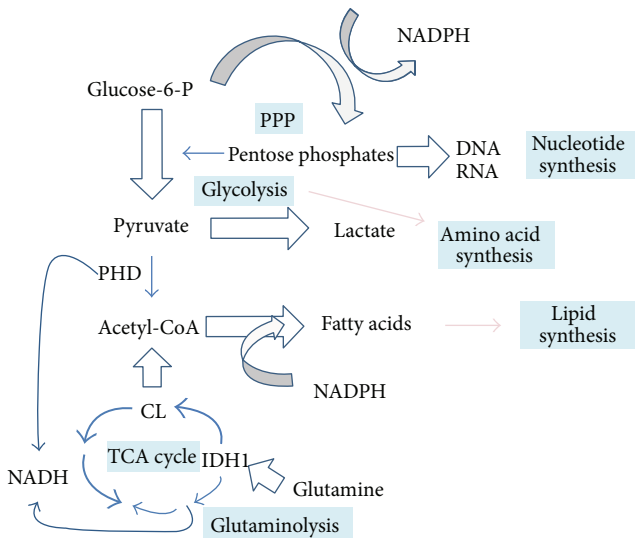 NADPH
Glucose-6-P
PPP
Pentose phosphates
DNA
RNA
Nucleotide
synthesis
Glycolysis
Pyruvate
Lactate
Amino acid
synthesis
PHD
Acetyl-CoA
Fatty acids
Lipid
synthesis
NADPH
CL
TCA cycle
IDH1
NADH
Glutamine
Glutaminolysis